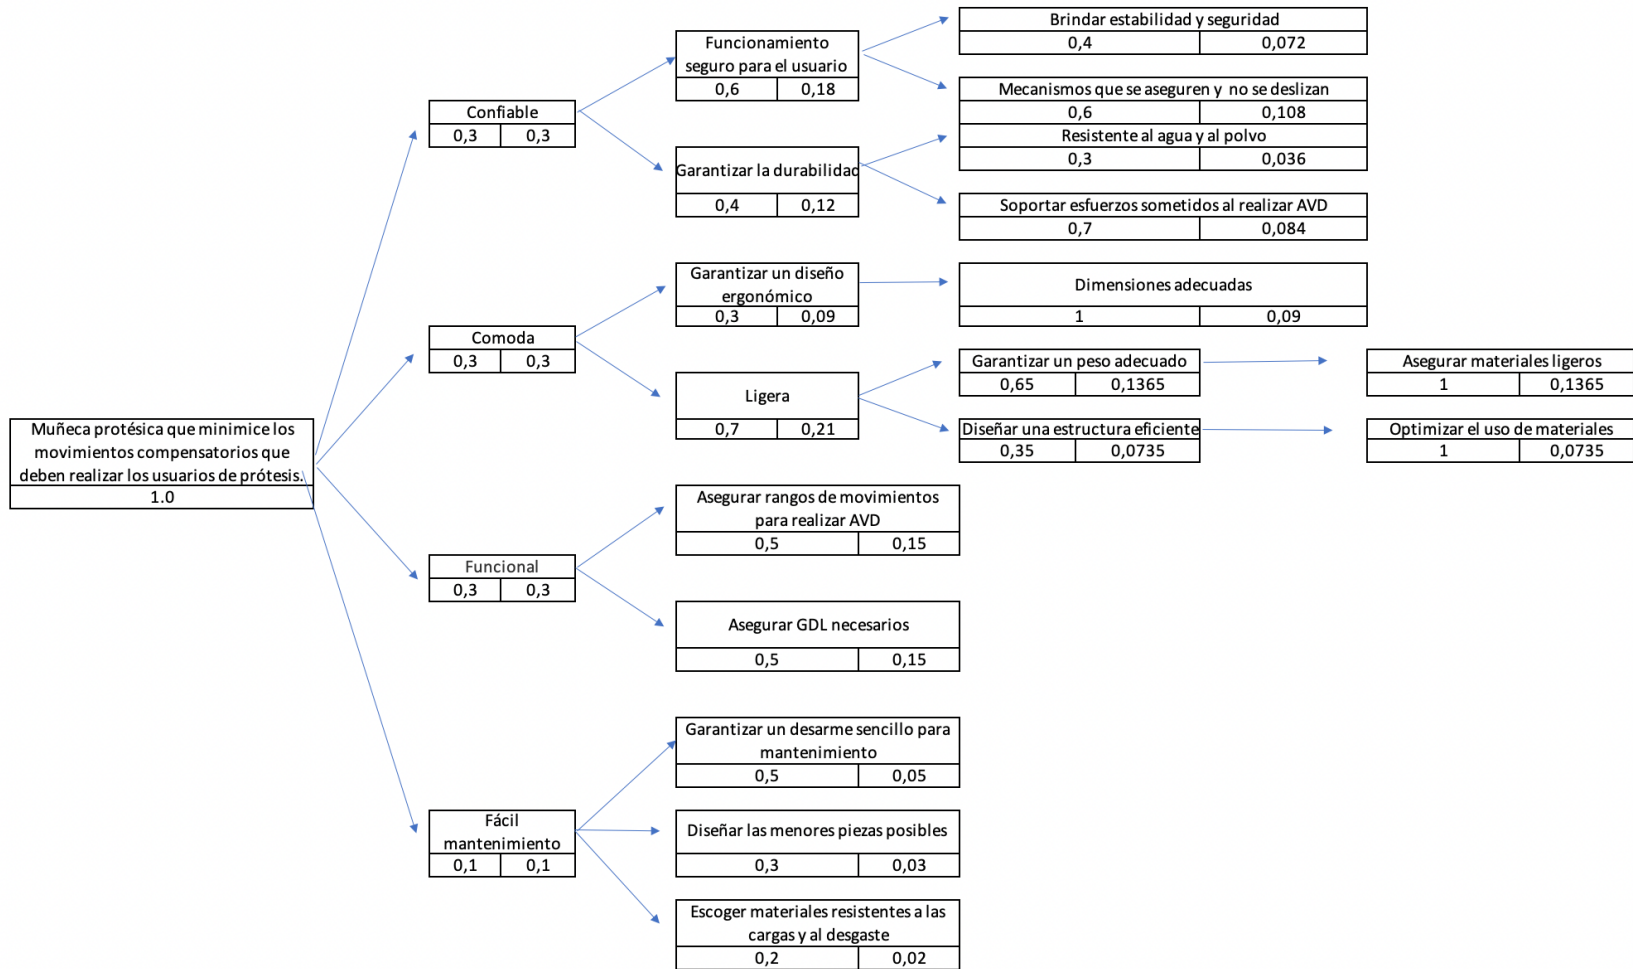 Muñeca protésica que minimice los
movimientos compensatorios que
deben realizar los usuarios de prótesis.
1.0
Confiable
0,3 0,3
Funcionamiento
seguro para el usuario
0,6 0,18
Brindar estabilidad y seguridad
0,4 0,072
Mecanismos que se aseguren y no se deslizan
0,6 0,108
Garantizar la durabilidad
0,4 0,12
Resistente al agua y al polvo
0,3 0,036
Soportar esfuerzos sometidos al realizar AVD
0,7 0,084
Comoda
0,3 0,3
Garantizar un diseño
ergonómico
0,3 0,09
Dimensiones adecuadas
1 0,09
Ligera
0,7 0,21
Garantizar un peso adecuado
0,65 0,1365
Asegurar materiales ligeros
1 0,1365
Diseñar una estructura eficiente
0,35 0,0735
Optimizar el uso de materiales
1 0,0735
Funcional
0,3 0,3
Asegurar rangos de movimientos
para realizar AVD
0,5 0,15
Asegurar GDL necesarios
0,5 0,15
Fácil
mantenimiento
0,1 0,1
Garantizar un desarme sencillo para
mantenimiento
0,5 0,05
Diseñar las menores piezas posibles
0,3 0,03
Escoger materiales resistentes a las
cargas y al desgaste
0,2 0,02